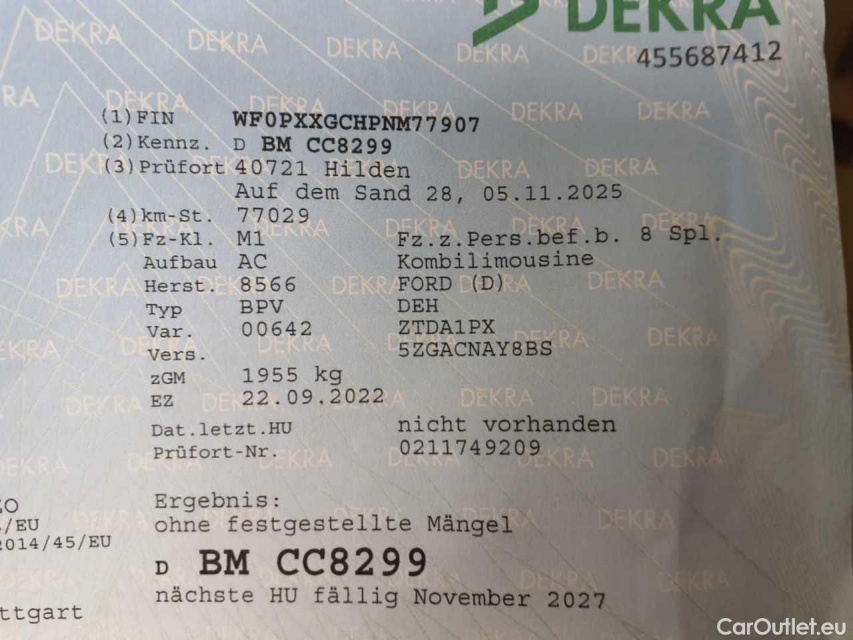 DEKRA
455687412
(1) FIN WF0PXXGCHPNM77907
(2) Kennz. D BM CC8299
(3) Prüfort 40721 Hilden
Auf dem Sand 28, 05.11.2025
(4) km-St. 77029
(5) Fz-Kl. M1 Fz.z.Pers.bef.b. 8 Spl.
Aufbau AC Kombilimousine
Herst. 8566 FORD (D)
Typ BPV DEH
Var. 00642 ZTDA1PX
Vers. 5ZGACNAY8BS
zGM 1955 kg
EZ 22.09.2022
Dat.letzt.HU nicht vorhanden
Prüfort-Nr. 0211749209
Ergebnis:
/EU ohne festgestellte Mängel
2014/45/EU
D BM CC8299
nächste HU fällig November 2027
ttgart
CarOutlet.eu